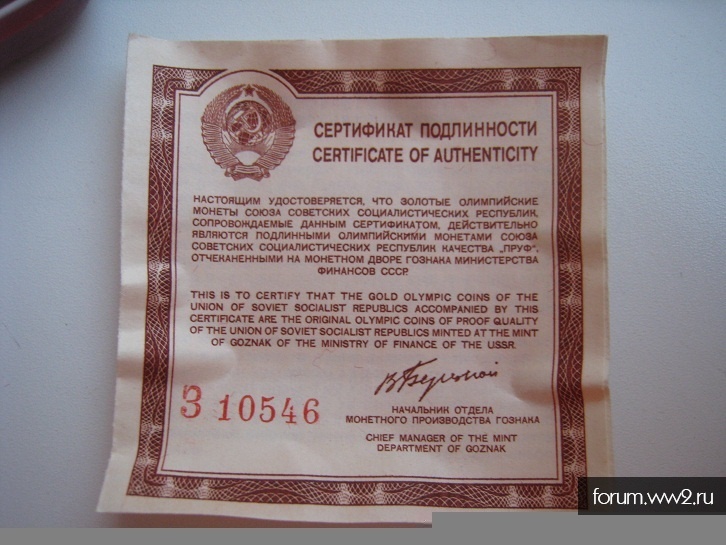 СЕРТИФИКАТ ПОДЛИННОСТИ
CERTIFICATE OF AUTHENTICITY
НАСТОЯЩИМ УДОСТОВЕРЯЕТСЯ, ЧТО ЗОЛОТЫЕ ОЛИМПИЙСКИЕ
МОНЕТЫ СОЮЗА СОВЕТСКИХ СОЦИАЛИСТИЧЕСКИХ РЕСПУБЛИК,
СОПРОВОЖДАЕМЫЕ ДАННЫМ СЕРТИФИКАТОМ, ДЕЙСТВИТЕЛЬНО
ЯВЛЯЮТСЯ ПОДЛИННЫМИ ОЛИМПИЙСКИМИ МОНЕТАМИ СОЮЗА
СОВЕТСКИХ СОЦИАЛИСТИЧЕСКИХ РЕСПУБЛИК КАЧЕСТВА „ПРУФ“,
ОТЧЕКАНЕННЫМИ НА МОНЕТНОМ ДВОРЕ ГОЗНАКА МИНИСТЕРСТВА
ФИНАНСОВ СССР.
THIS IS TO CERTIFY THAT THE GOLD OLYMPIC COINS OF THE
UNION OF SOVIET SOCIALIST REPUBLICS ACCOMPANIED BY THIS
CERTIFICATE ARE THE ORIGINAL OLYMPIC COINS OF PROOF QUALITY
OF THE UNION OF SOVIET SOCIALIST REPUBLICS MINTED AT THE MINT
OF GOZNAK OF THE MINISTRY OF FINANCE OF THE USSR.
З 10546
НАЧАЛЬНИК ОТДЕЛА
МОНЕТНОГО ПРОИЗВОДСТВА ГОЗНАКА
CHIEF MANAGER OF THE MINT
DEPARTMENT OF GOZNAK
forum.ww2.ru